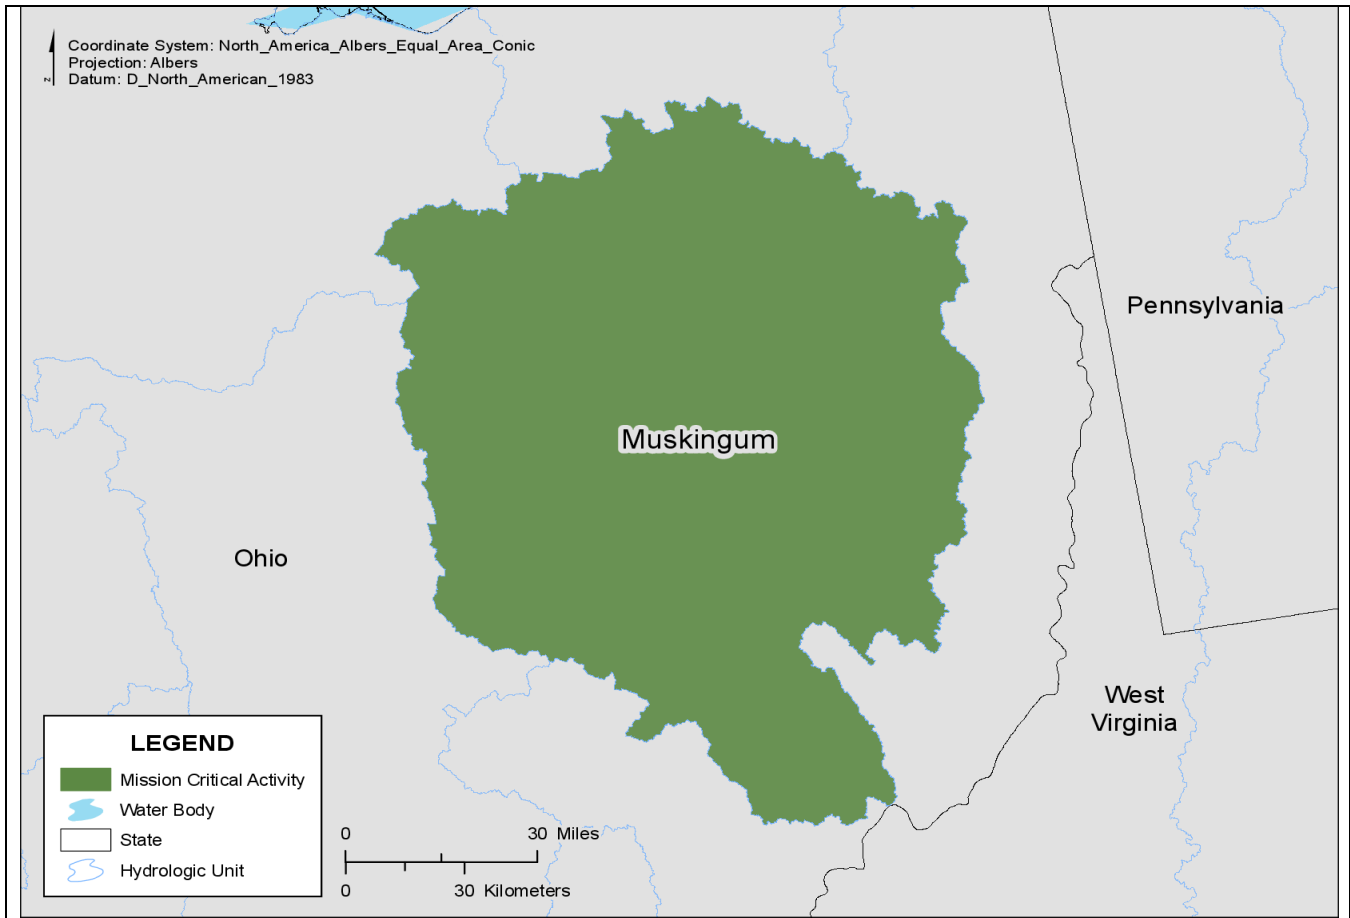 Coordinate System: North_America_Albers_Equal_Area_Conic
Projection: Albers
Datum: D_North_American_1983
z
Pennsylvania
Muskingum
Ohio
West
Virginia
LEGEND
Mission Critical Activity
Water Body
State
Hydrologic Unit
0 30 Miles
0 30 Kilometers